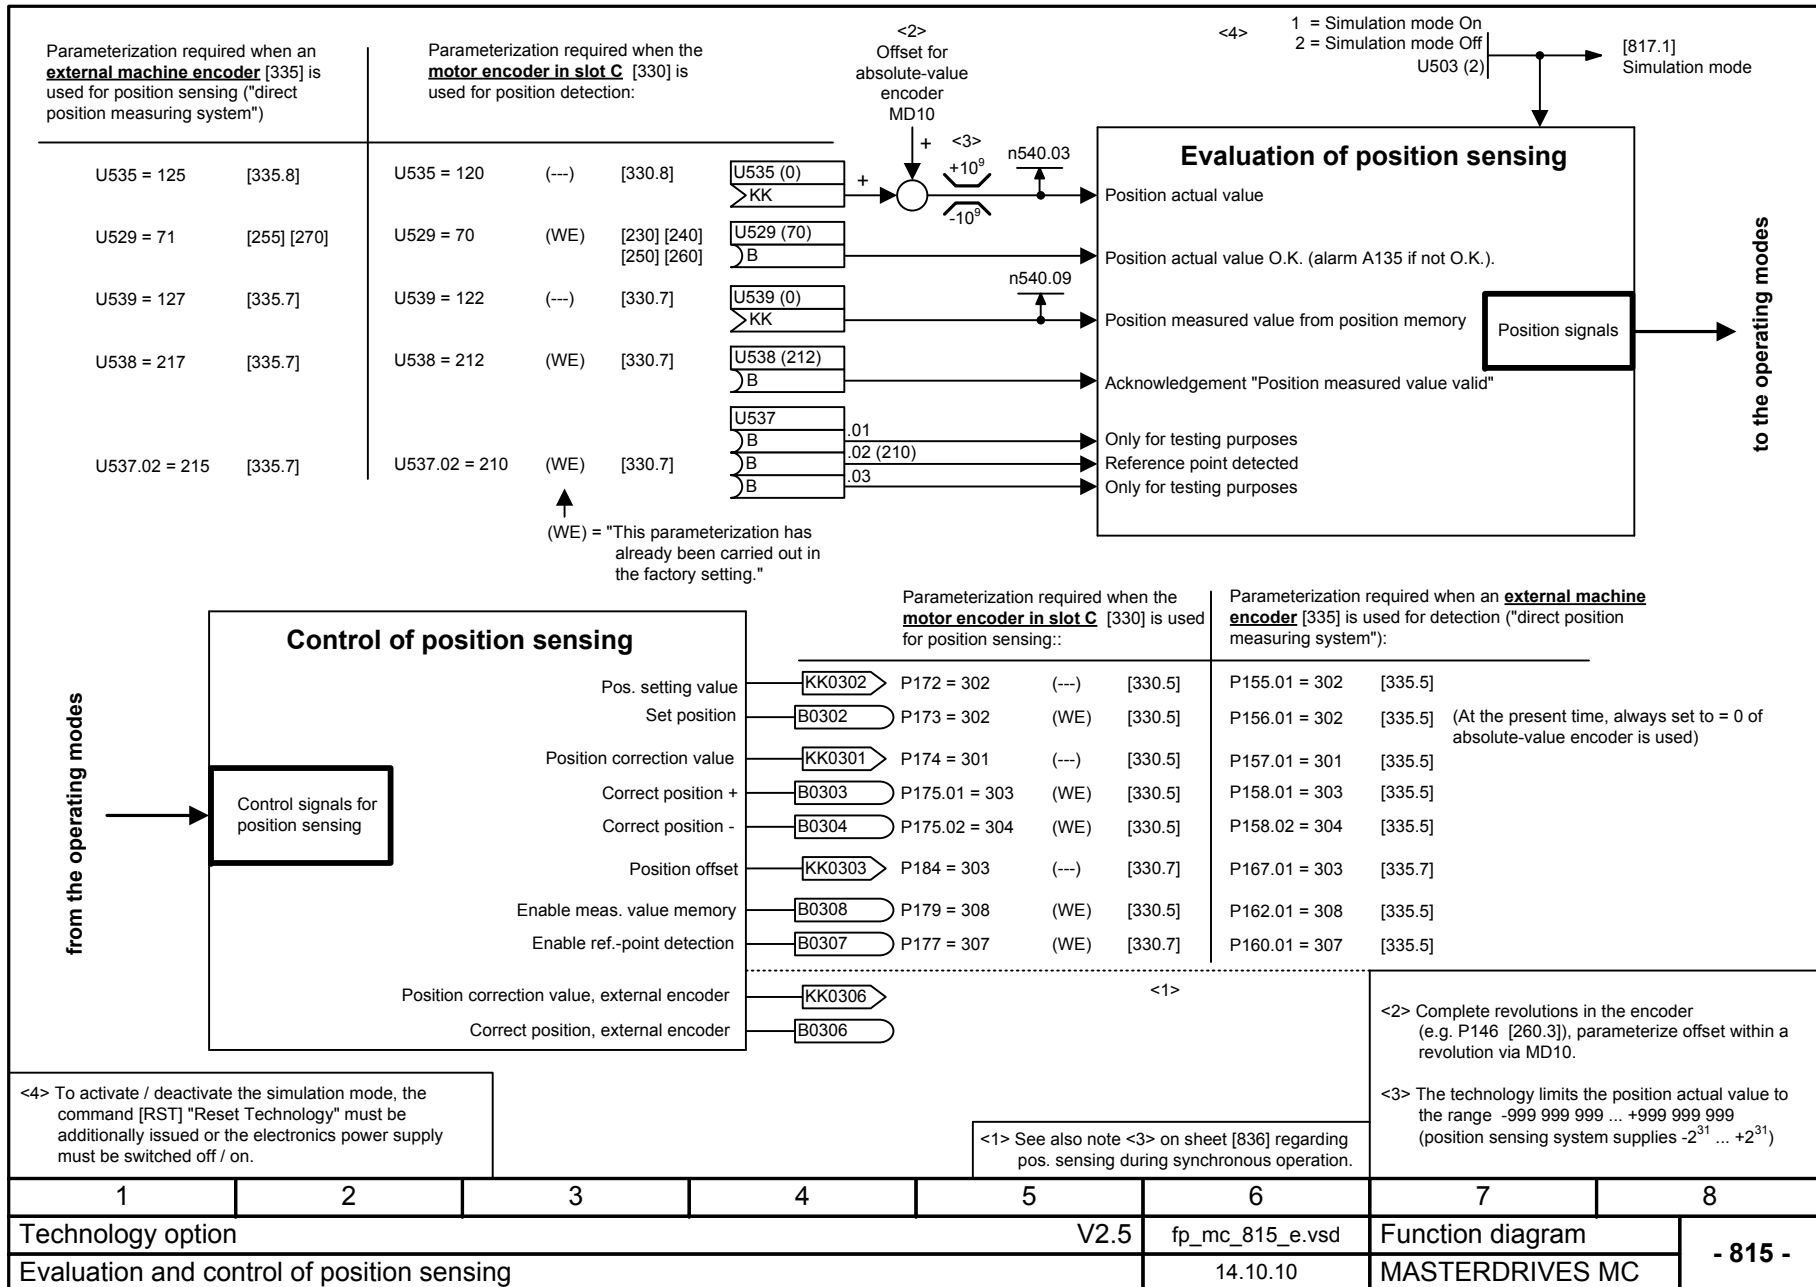 Parameterization required when an
external machine encoder [335] is
used for position sensing ("direct
position measuring system")
Parameterization required when the
motor encoder in slot C [330] is
used for position detection:
<2>
Offset for
absolute-value
encoder
MD10
<4>
1 = Simulation mode On
2 = Simulation mode Off
U503 (2)
[817.1]
Simulation mode
U535 = 125 [335.8] U535 = 120 (---) [330.8] U535 (0)
KK
+
+
<3>
+10⁹
-10⁹
n540.03
Evaluation of position sensing
Position actual value
U529 = 71 [255] [270] U529 = 70 (WE) [230] [240] U529 (70)
[250] [260] B
Position actual value O.K. (alarm A135 if not O.K.).
n540.09
U539 = 127 [335.7] U539 = 122 (---) [330.7] U539 (0)
KK
Position measured value from position memory
Position signals
to the operating modes
U538 = 217 [335.7] U538 = 212 (WE) [330.7] U538 (212)
B
Acknowledgement "Position measured value valid"
U537
B .01 Only for testing purposes
U537.02 = 215 [335.7] U537.02 = 210 (WE) [330.7] B .02 (210) Reference point detected
B .03 Only for testing purposes
(WE) = "This parameterization has
already been carried out in
the factory setting."
Parameterization required when the
motor encoder in slot C [330] is used
for position sensing::
Parameterization required when an external machine
encoder [335] is used for detection ("direct position
measuring system"):
Control of position sensing
from the operating modes
Control signals for
position sensing
Pos. setting value KK0302 P172 = 302 (---) [330.5] P155.01 = 302 [335.5]
Set position B0302 P173 = 302 (WE) [330.5] P156.01 = 302 [335.5] (At the present time, always set to = 0 of
absolute-value encoder is used)
Position correction value KK0301 P174 = 301 (---) [330.5] P157.01 = 301 [335.5]
Correct position + B0303 P175.01 = 303 (WE) [330.5] P158.01 = 303 [335.5]
Correct position - B0304 P175.02 = 304 (WE) [330.5] P158.02 = 304 [335.5]
Position offset KK0303 P184 = 303 (---) [330.7] P167.01 = 303 [335.7]
Enable meas. value memory B0308 P179 = 308 (WE) [330.5] P162.01 = 308 [335.5]
Enable ref.-point detection B0307 P177 = 307 (WE) [330.7] P160.01 = 307 [335.5]
Position correction value, external encoder KK0306
<1>
Correct position, external encoder B0306
<2> Complete revolutions in the encoder
(e.g. P146 [260.3]), parameterize offset within a
revolution via MD10.
<3> The technology limits the position actual value to
the range -999 999 999 ... +999 999 999
(position sensing system supplies -2³¹ ... +2³¹)
<4> To activate / deactivate the simulation mode, the
command [RST] "Reset Technology" must be
additionally issued or the electronics power supply
must be switched off / on.
<1> See also note <3> on sheet [836] regarding
pos. sensing during synchronous operation.
1 2 3 4 5 6 7 8
Technology option V2.5 fp_mc_815_e.vsd Function diagram
Evaluation and control of position sensing 14.10.10 MASTERDRIVES MC
- 815 -